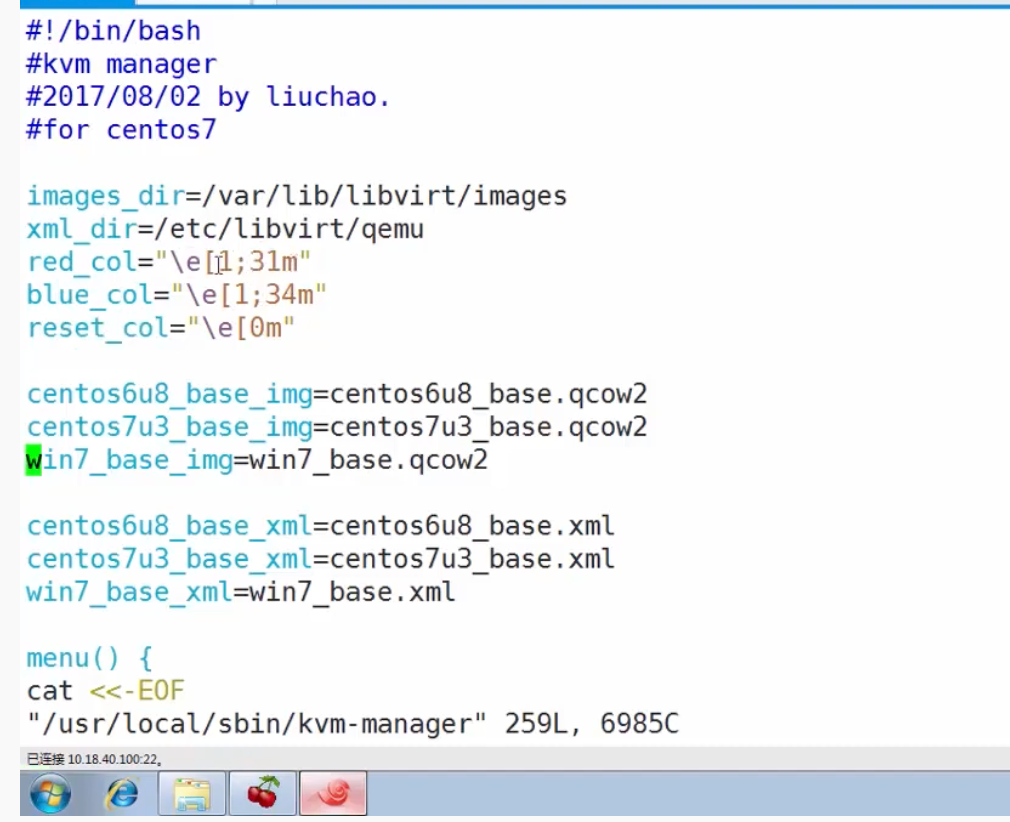 #!/bin/bash
#kvm manager
#2017/08/02 by liuchao.
#for centos7
images_dir=/var/lib/libvirt/images
xml_dir=/etc/libvirt/qemu
red_col="\e[1;31m"
blue_col="\e[1;34m"
reset_col="\e[0m"
centos6u8_base_img=centos6u8_base.qcow2
centos7u3_base_img=centos7u3_base.qcow2
win7_base_img=win7_base.qcow2
centos6u8_base_xml=centos6u8_base.xml
centos7u3_base_xml=centos7u3_base.xml
win7_base_xml=win7_base.xml
menu() {
cat <<-EOF
"/usr/local/sbin/kvm-manager" 259L, 6985C
已连接 10.18.40.100:22。